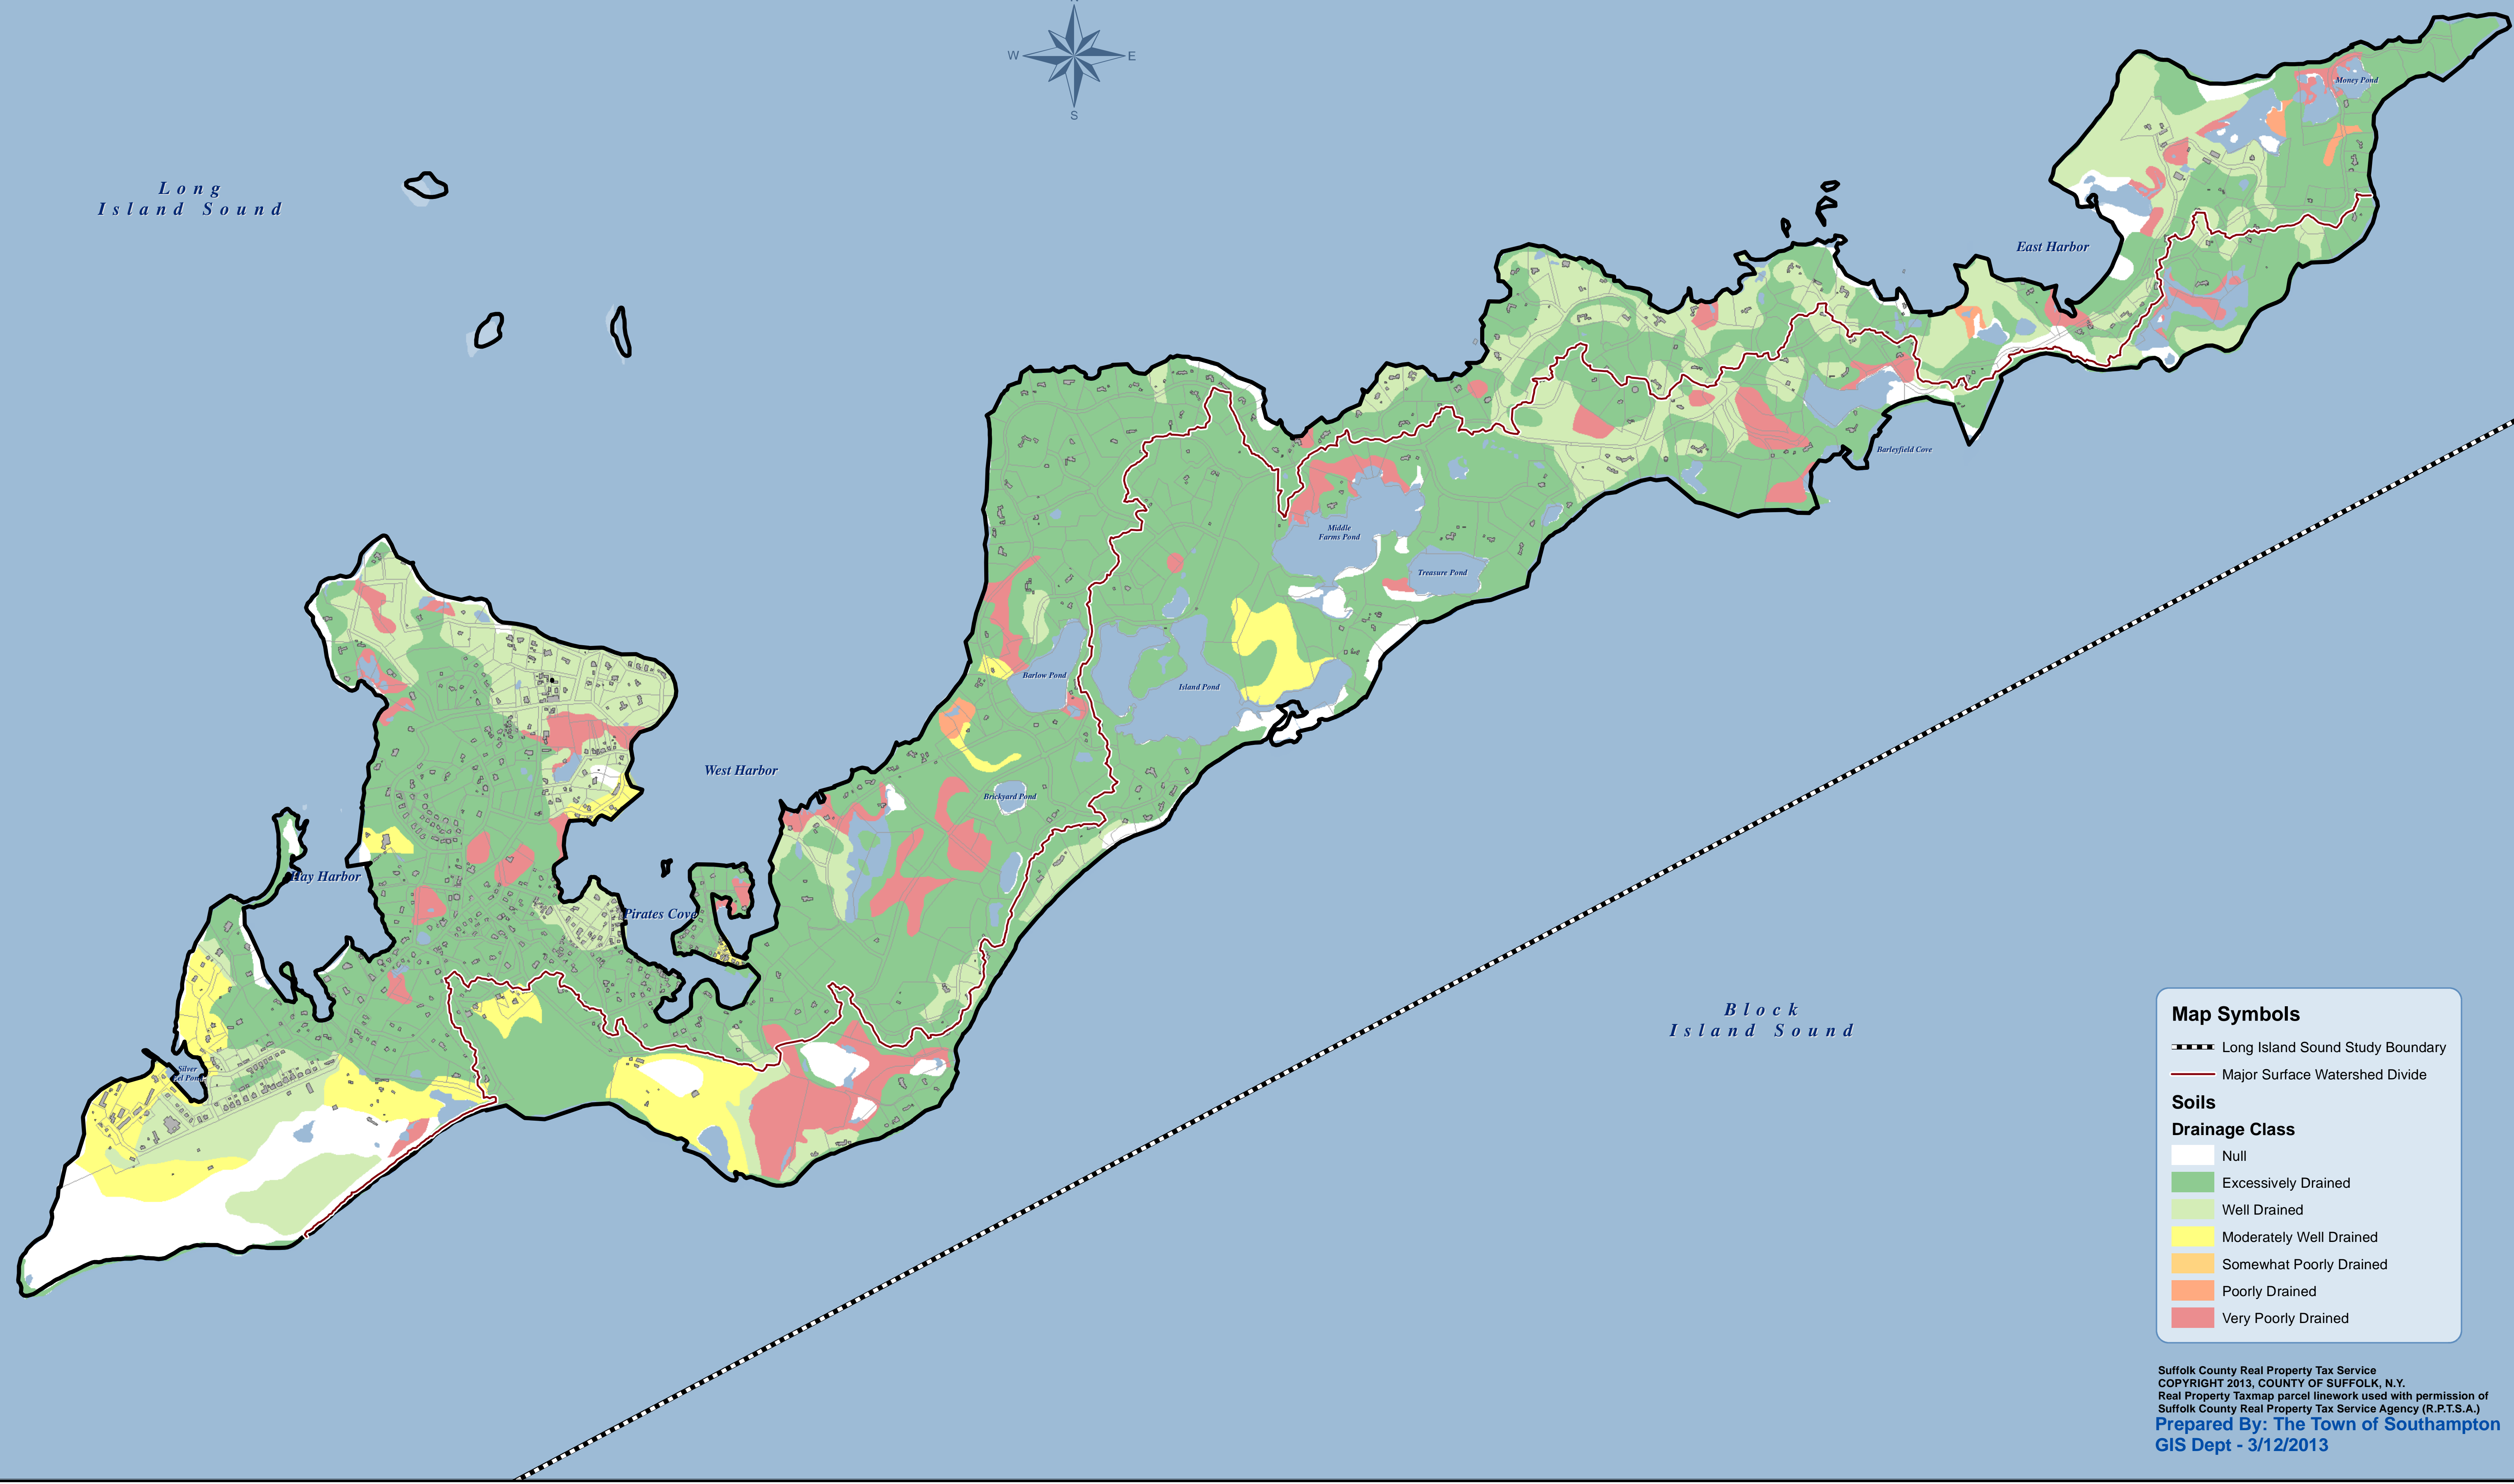 W
E
S
Long
Island Sound
Money Pond
East Harbor
Barleyfield Cove
Middle
Farms Pond
Treasure Pond
Barlow Pond
Island Pond
West Harbor
Brickyard Pond
Hay Harbor
Pirates Cove
Silver
Eel Pond
Block
Island Sound
Map Symbols
Long Island Sound Study Boundary
Major Surface Watershed Divide
Soils
Drainage Class
Null
Excessively Drained
Well Drained
Moderately Well Drained
Somewhat Poorly Drained
Poorly Drained
Very Poorly Drained
Suffolk County Real Property Tax Service
COPYRIGHT 2013, COUNTY OF SUFFOLK, N.Y.
Real Property Taxmap parcel linework used with permission of
Suffolk County Real Property Tax Service Agency (R.P.T.S.A.)
Prepared By: The Town of Southampton
GIS Dept - 3/12/2013